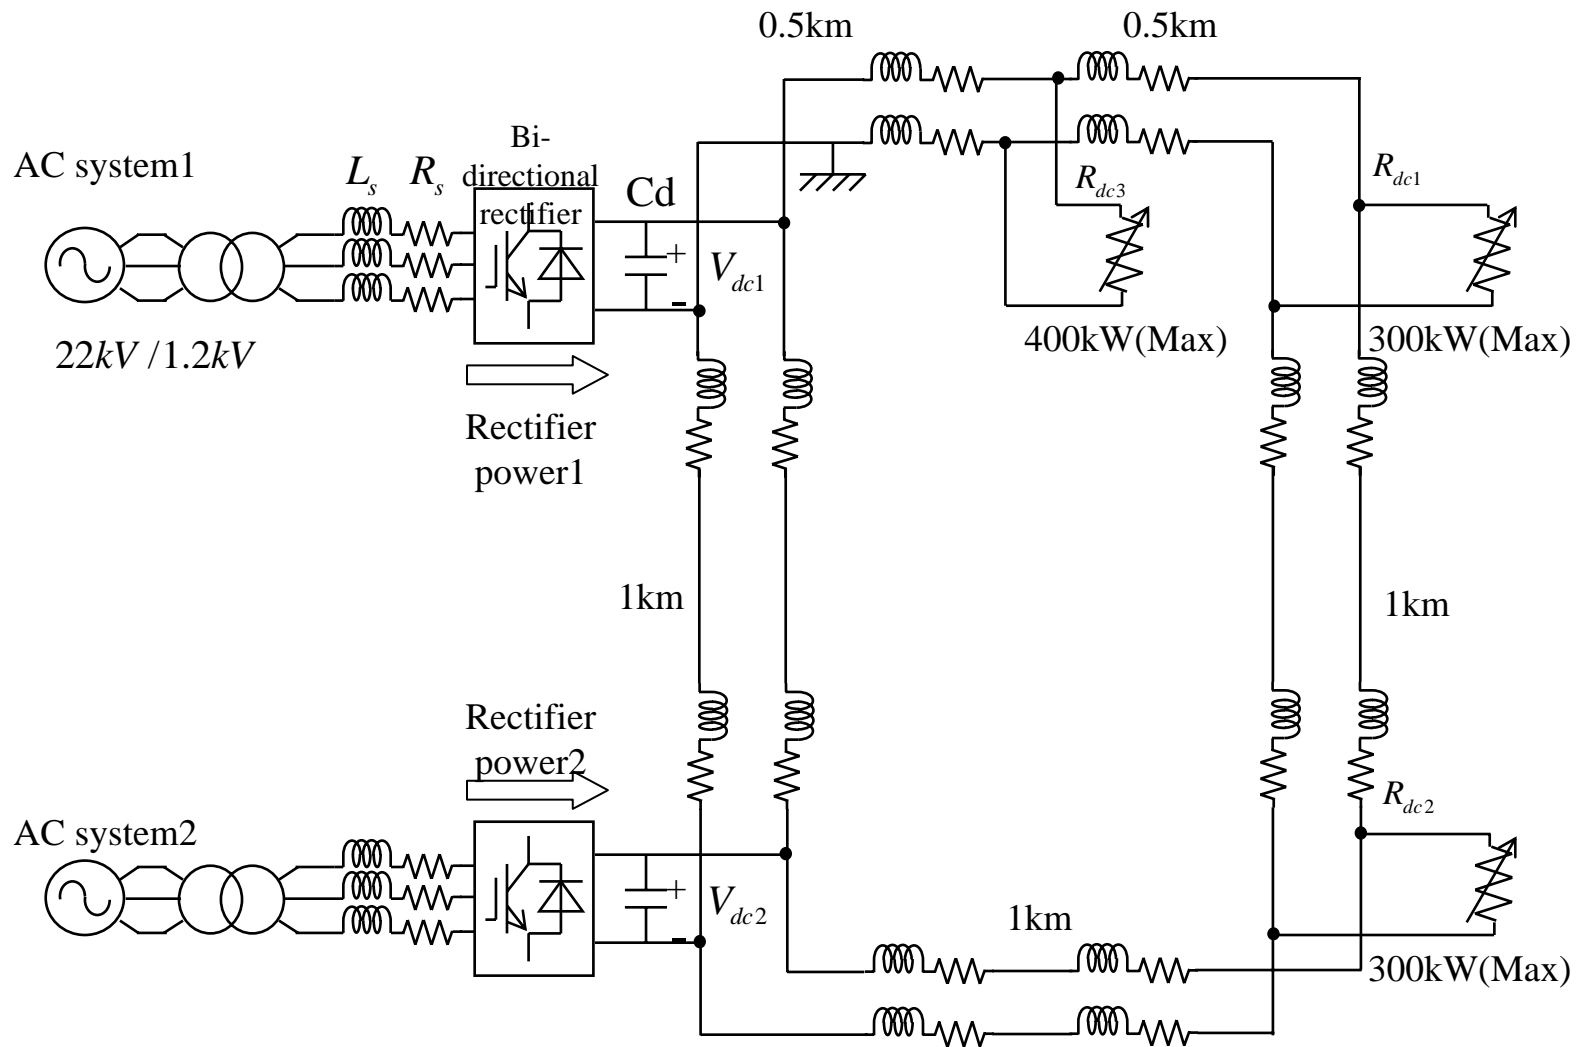 0.5km
0.5km
Bi-
directional
rectifier
AC system1
L_s
R_s
Cd
+
-
V_dc1
R_dc3
R_dc1
22kV /1.2kV
400kW(Max)
300kW(Max)
Rectifier
power1
1km
1km
Rectifier
power2
R_dc2
AC system2
+
-
V_dc2
1km
300kW(Max)